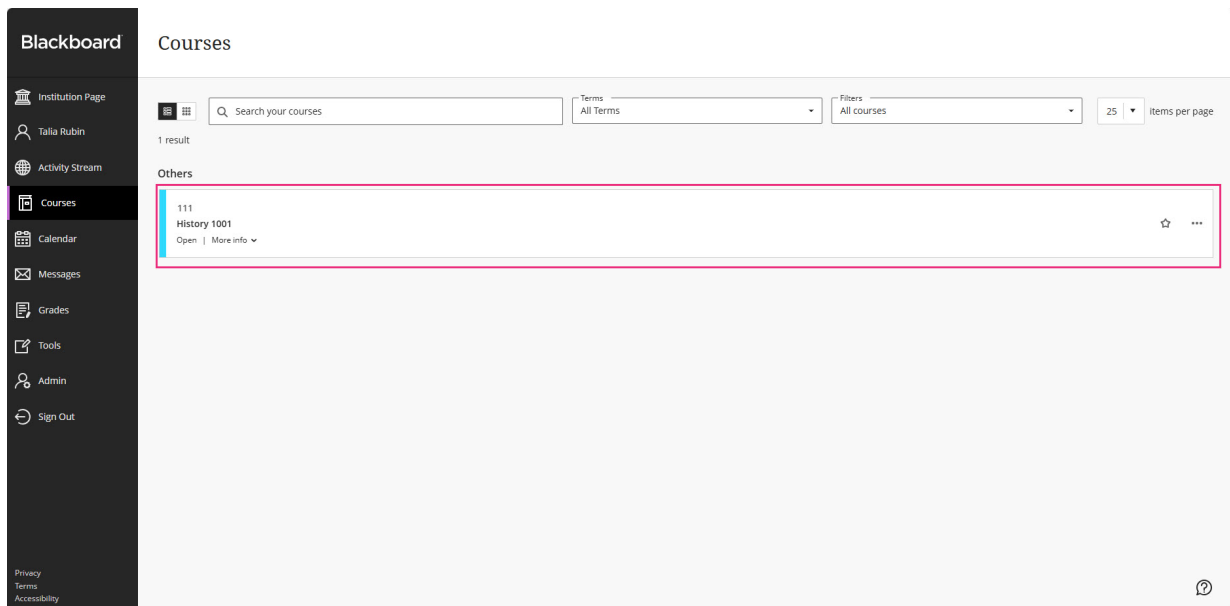 Blackboard
Courses
Institution Page
Talia Rubin
Activity Stream
Courses
Calendar
Messages
Grades
Tools
Admin
Sign Out
Privacy
Terms
Accessibility
Search your courses
Terms
All Terms
Filters
All courses
25 items per page
1 result
Others
111
History 1001
Open | More info